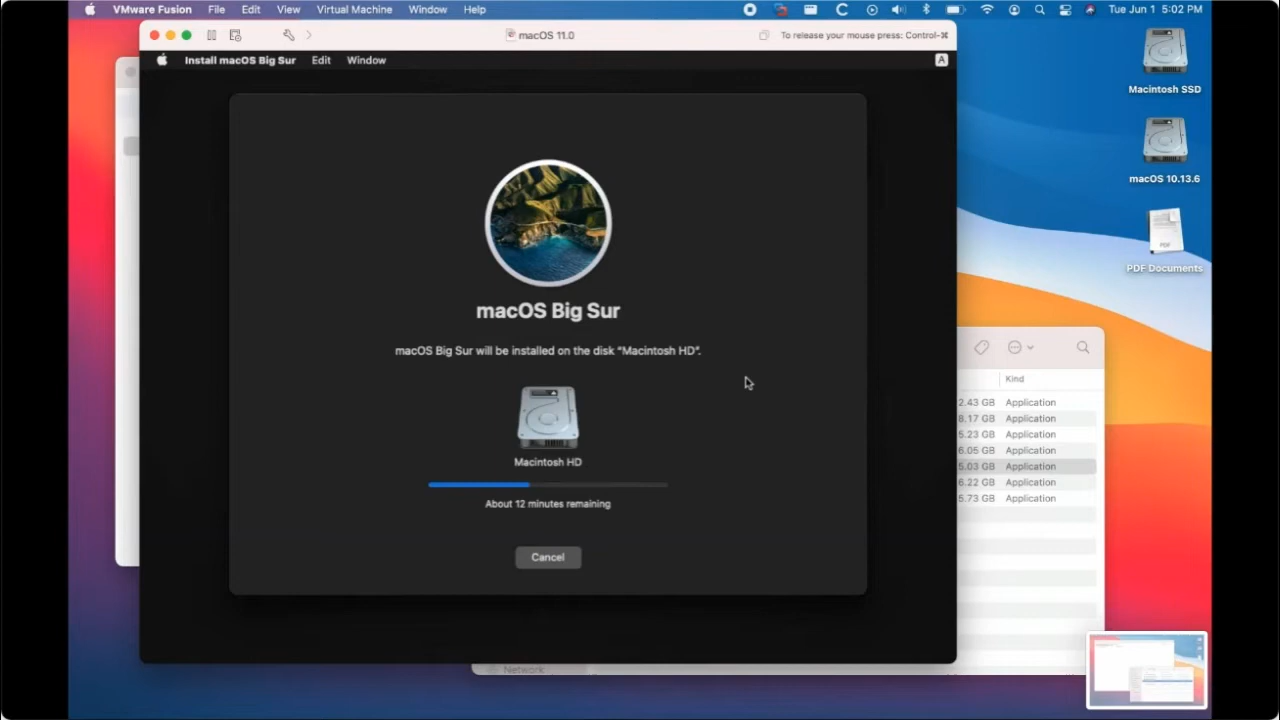 VMware Fusion File Edit View Virtual Machine Window Help Tue Jun 1 5:02 PM
macOS 11.0 To release your mouse press: Control-⌘
Install macOS Big Sur Edit Window A
Macintosh SSD
macOS 10.13.6
PDF
PDF Documents
macOS Big Sur
macOS Big Sur will be installed on the disk “Macintosh HD”.
Macintosh HD
About 12 minutes remaining
Cancel
Kind
2.43 GB Application
8.17 GB Application
5.23 GB Application
6.05 GB Application
5.03 GB Application
6.22 GB Application
5.73 GB Application
Network